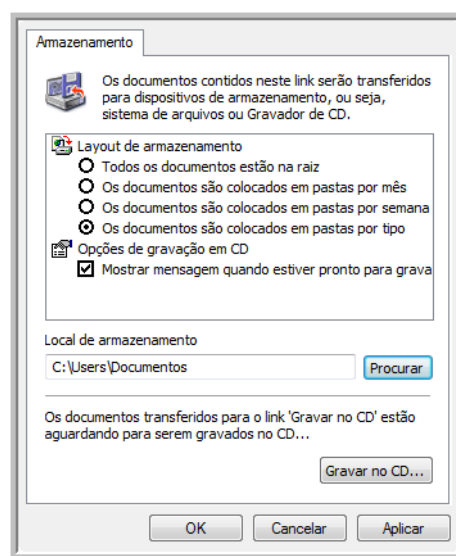 Armazenamento
Os documentos contidos neste link serão transferidos
para dispositivos de armazenamento, ou seja,
sistema de arquivos ou Gravador de CD.
Layout de armazenamento
Todos os documentos estão na raiz
Os documentos são colocados em pastas por mês
Os documentos são colocados em pastas por semana
Os documentos são colocados em pastas por tipo
Opções de gravação em CD
Mostrar mensagem quando estiver pronto para grava
Local de armazenamento
C:\Users\Documentos
Procurar
Os documentos transferidos para o link 'Gravar no CD' estão
aguardando para serem gravados no CD...
Gravar no CD...
OK
Cancelar
Aplicar